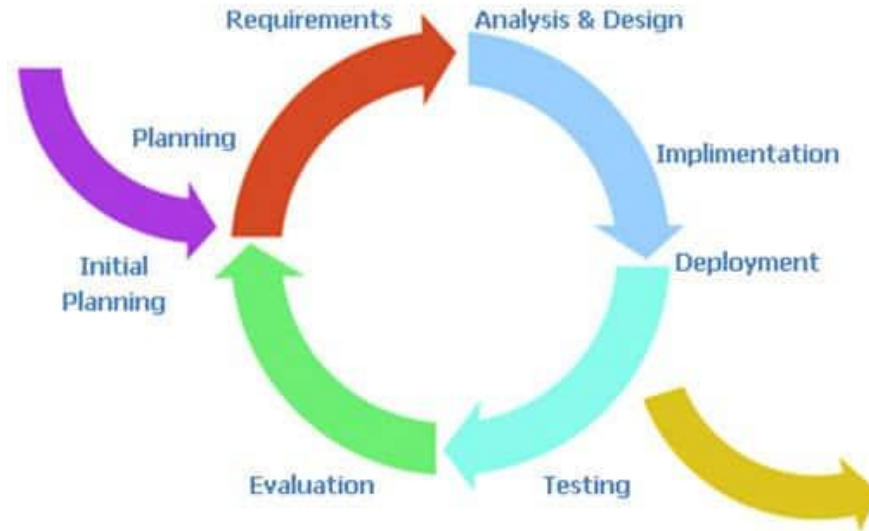 Requirements
Analysis & Design
Planning
Implimentation
Initial
Planning
Deployment
Evaluation
Testing